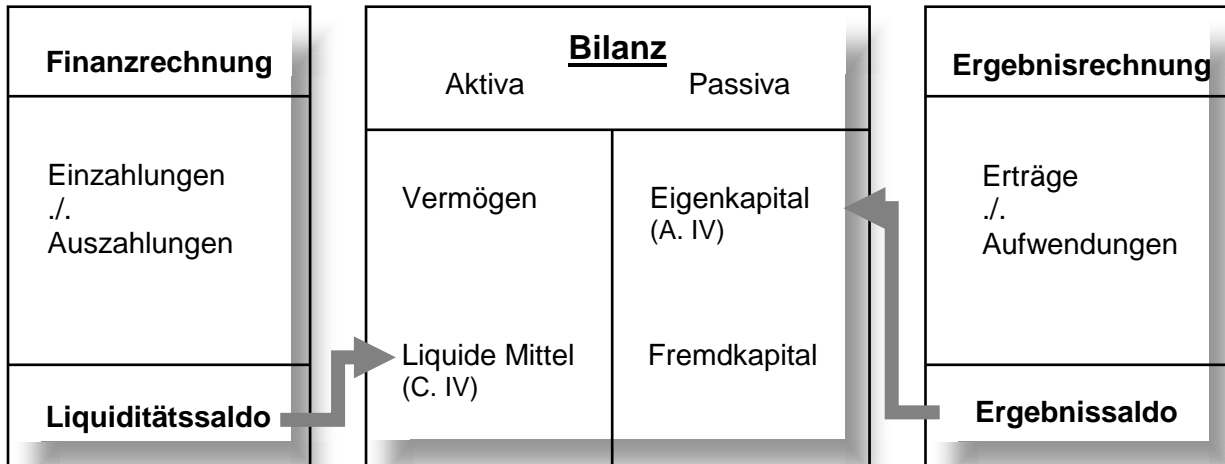 Finanzrechnung
Einzahlungen
./.
Auszahlungen
Liquiditätssaldo
Bilanz
Aktiva Passiva
Vermögen
Eigenkapital
(A. IV)
Liquide Mittel
(C. IV)
Fremdkapital
Ergebnisrechnung
Erträge
./.
Aufwendungen
Ergebnissaldo